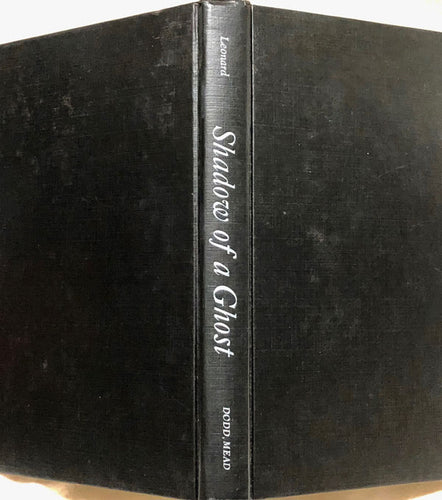 Leonard
Shadow of a Ghost
DODD, MEAD